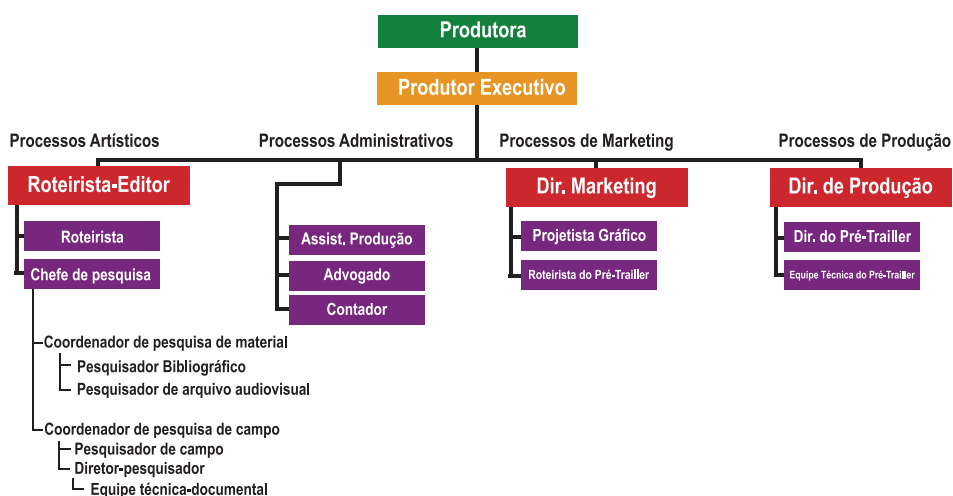 Produtora
Produtor Executivo
Processos Artísticos
Processos Administrativos
Processos de Marketing
Processos de Produção
Roteirista-Editor
Dir. Marketing
Dir. de Produção
Roteirista
Chefe de pesquisa
Assist. Produção
Advogado
Contador
Projetista Gráfico
Roteirista do Pré-Trailler
Dir. do Pré-Trailler
Equipe Técnica do Pré-Trailler
Coordenador de pesquisa de material
Pesquisador Bibliográfico
Pesquisador de arquivo audiovisual
Coordenador de pesquisa de campo
Pesquisador de campo
Diretor-pesquisador
Equipe técnica-documental